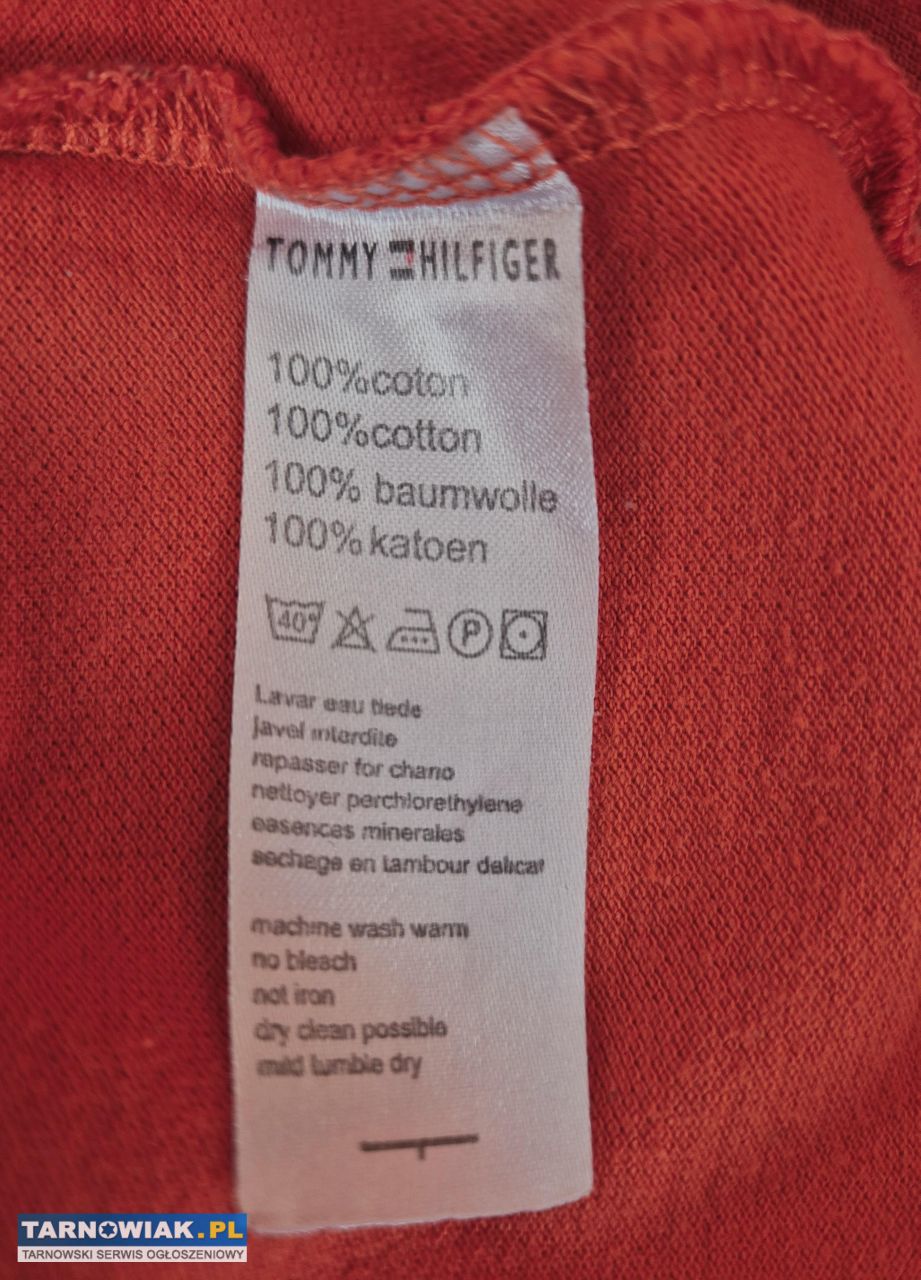 TOMMY HILFIGER
100%coton
100%cotton
100% baumwolle
100%katoen
40° P
Lavar eau tiede
Javel interdite
repasser for chano
nettoyer perchlorethylene
easences minerales
sechage en tambour delicat
machine wash warm
no bleach
not iron
dry clean possible
mild tumble dry
TARNOWIAK.PL
TARNOWSKI SERWIS OGŁOSZENIOWY